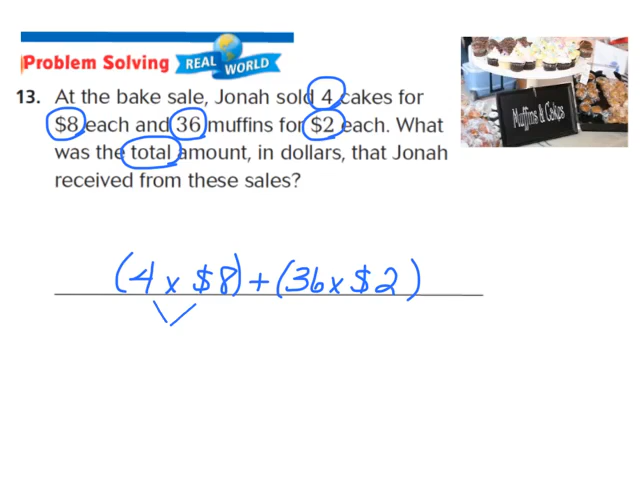 Problem Solving REAL WORLD
13. At the bake sale, Jonah sold 4 cakes for
$8 each and 36 muffins for $2 each. What
was the total amount, in dollars, that Jonah
received from these sales?
Muffins & Cakes
(4 x $8) + (36 x $2)